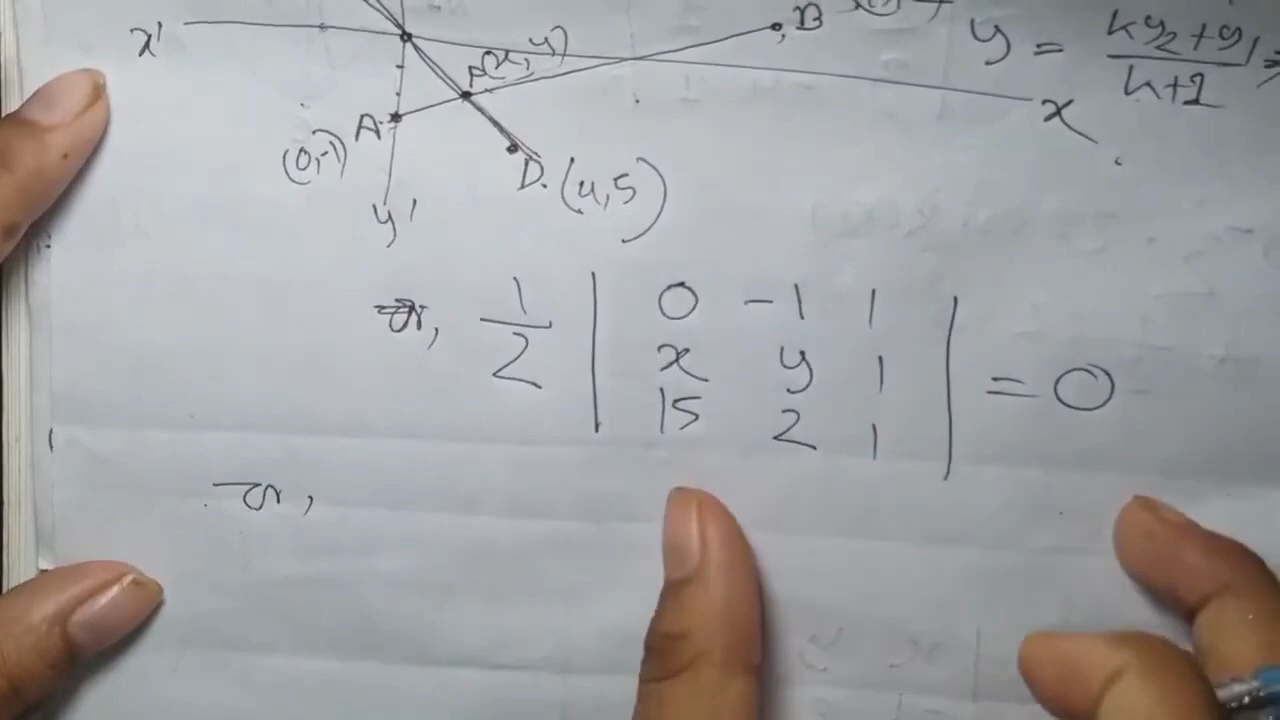 x'
P(x, y)
B
y = ky₂+y₁ / k+1 =
x
A
(0,-1)
D. (4,5)
y'
বা, 1/2 | 0 -1 1
x y 1
15 2 1 | = 0
বা,